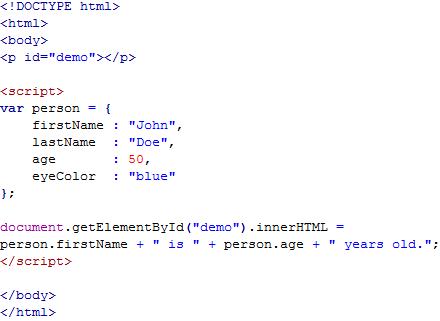 <!DOCTYPE html>
<html>
<body>
<p id="demo"></p>

<script>
var person = {
    firstName : "John",
    lastName  : "Doe",
    age       : 50,
    eyeColor  : "blue"
};

document.getElementById("demo").innerHTML =
person.firstName + " is " + person.age + " years old.";
</script>

</body>
</html>